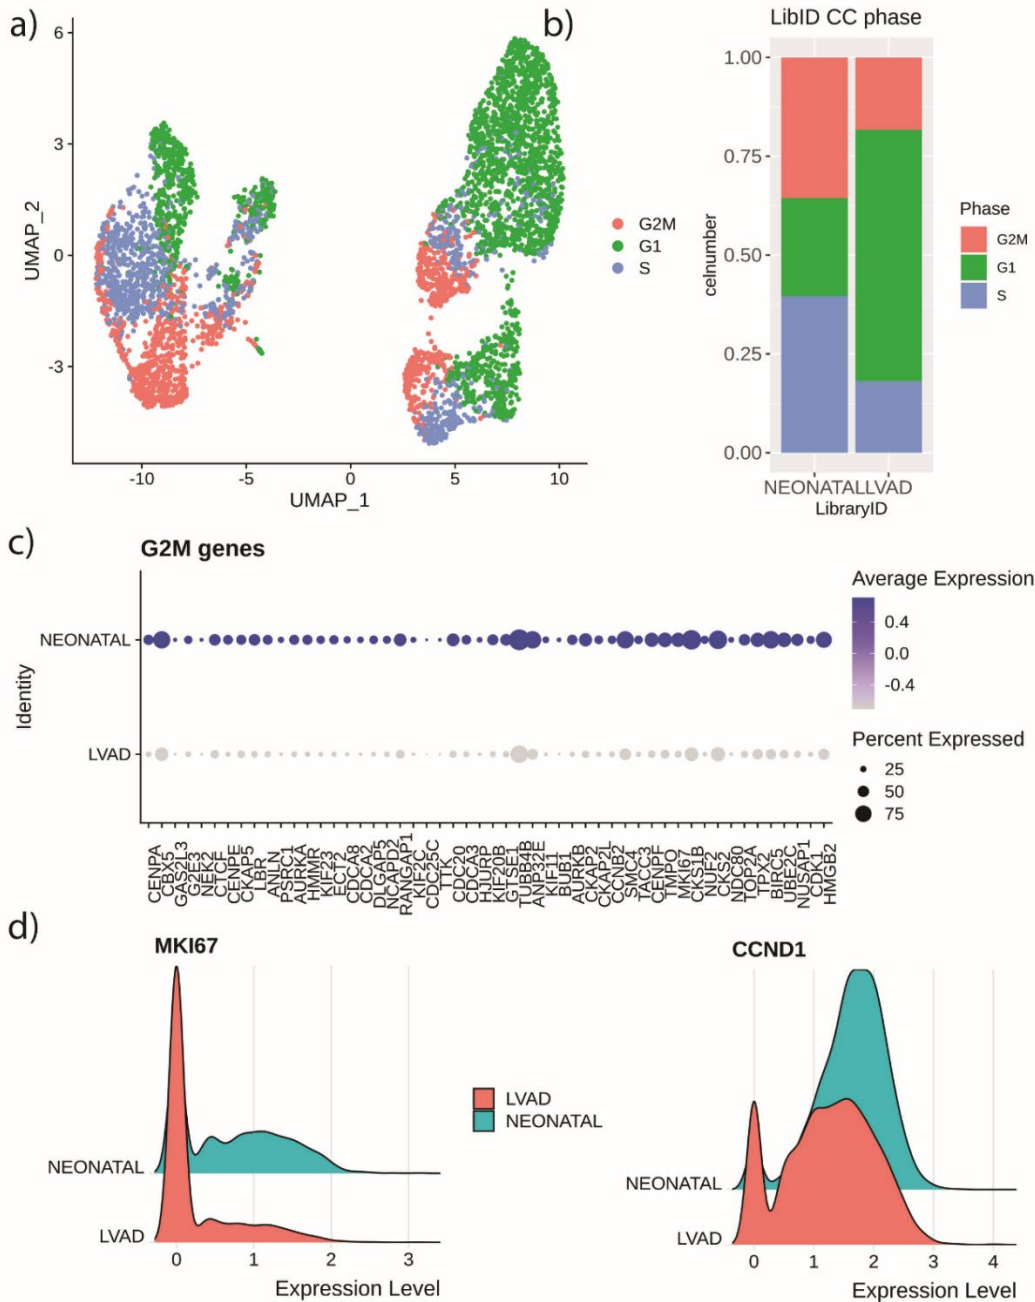 a)
6
3
0
-3
UMAP_2
-10
-5
0
5
10
UMAP_1
G2M
G1
S
b)
LibID CC phase
1.00
0.75
0.50
0.25
0.00
celnumber
NEONATALLVAD
LibraryID
Phase
G2M
G1
S
c)
G2M genes
NEONATAL
LVAD
Identity
CENPA
CBX5
GAS2L3
G2E3
NEK2
CTCF
CENPE
CKAP5
LBR
ANLN
PSRC1
AURKA
HMMR
KIF23
ECT2
CDCA8
CDCA2
DLGAP5
NCAPD2
RANGAP1
KIF2C
CDC25C
TTK
CDC20
CDCA3
HJURP
KIF20B
GTSE1
TUBB4B
ANP32E
KIF11
BUB1
AURKB
CKAP2
CKAP2L
CCNB2
SMC4
TACC3
CENPF
TMPO
MKI67
CKS1B
NUF2
CKS2
NDC80
TOP2A
TPX2
BIRC5
UBE2C
NUSAP1
CDK1
HMGB2
Average Expression
0.4
0.0
-0.4
Percent Expressed
25
50
75
d)
MKI67
NEONATAL
LVAD
0
1
2
3
Expression Level
LVAD
NEONATAL
CCND1
NEONATAL
LVAD
0
1
2
3
4
Expression Level